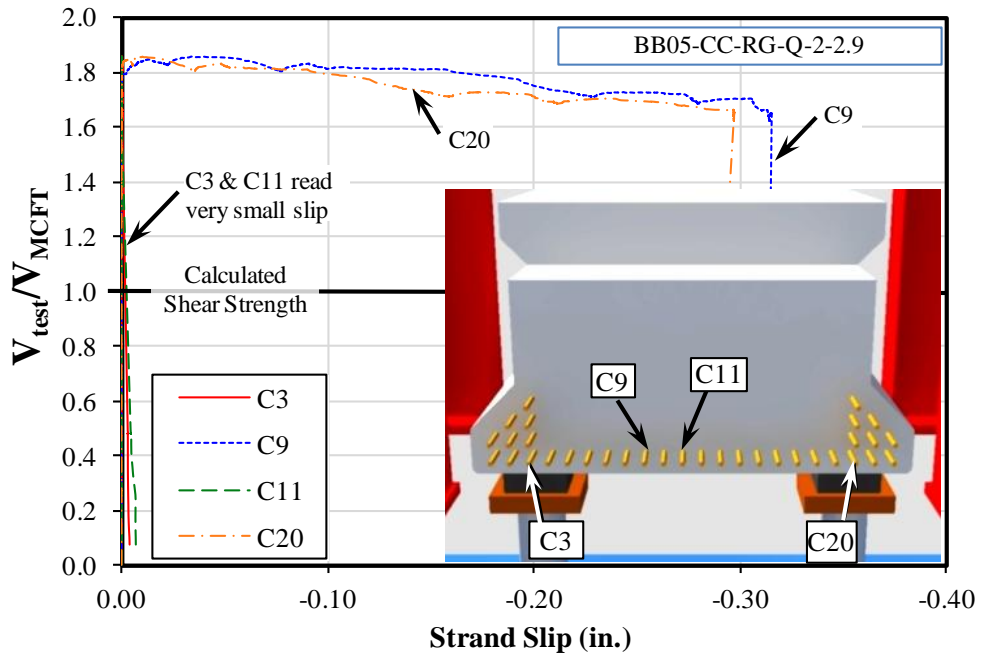 BB05-CC-RG-Q-2-2.9
2.0
1.8
1.6
1.4
1.2
1.0
0.8
0.6
0.4
0.2
0.0
Vtest/VMCFT
C20
C9
C3 & C11 read
very small slip
Calculated
Shear Strength
C3
C9
C11
C20
C9
C11
C3
C20
0.00
-0.10
-0.20
-0.30
-0.40
Strand Slip (in.)